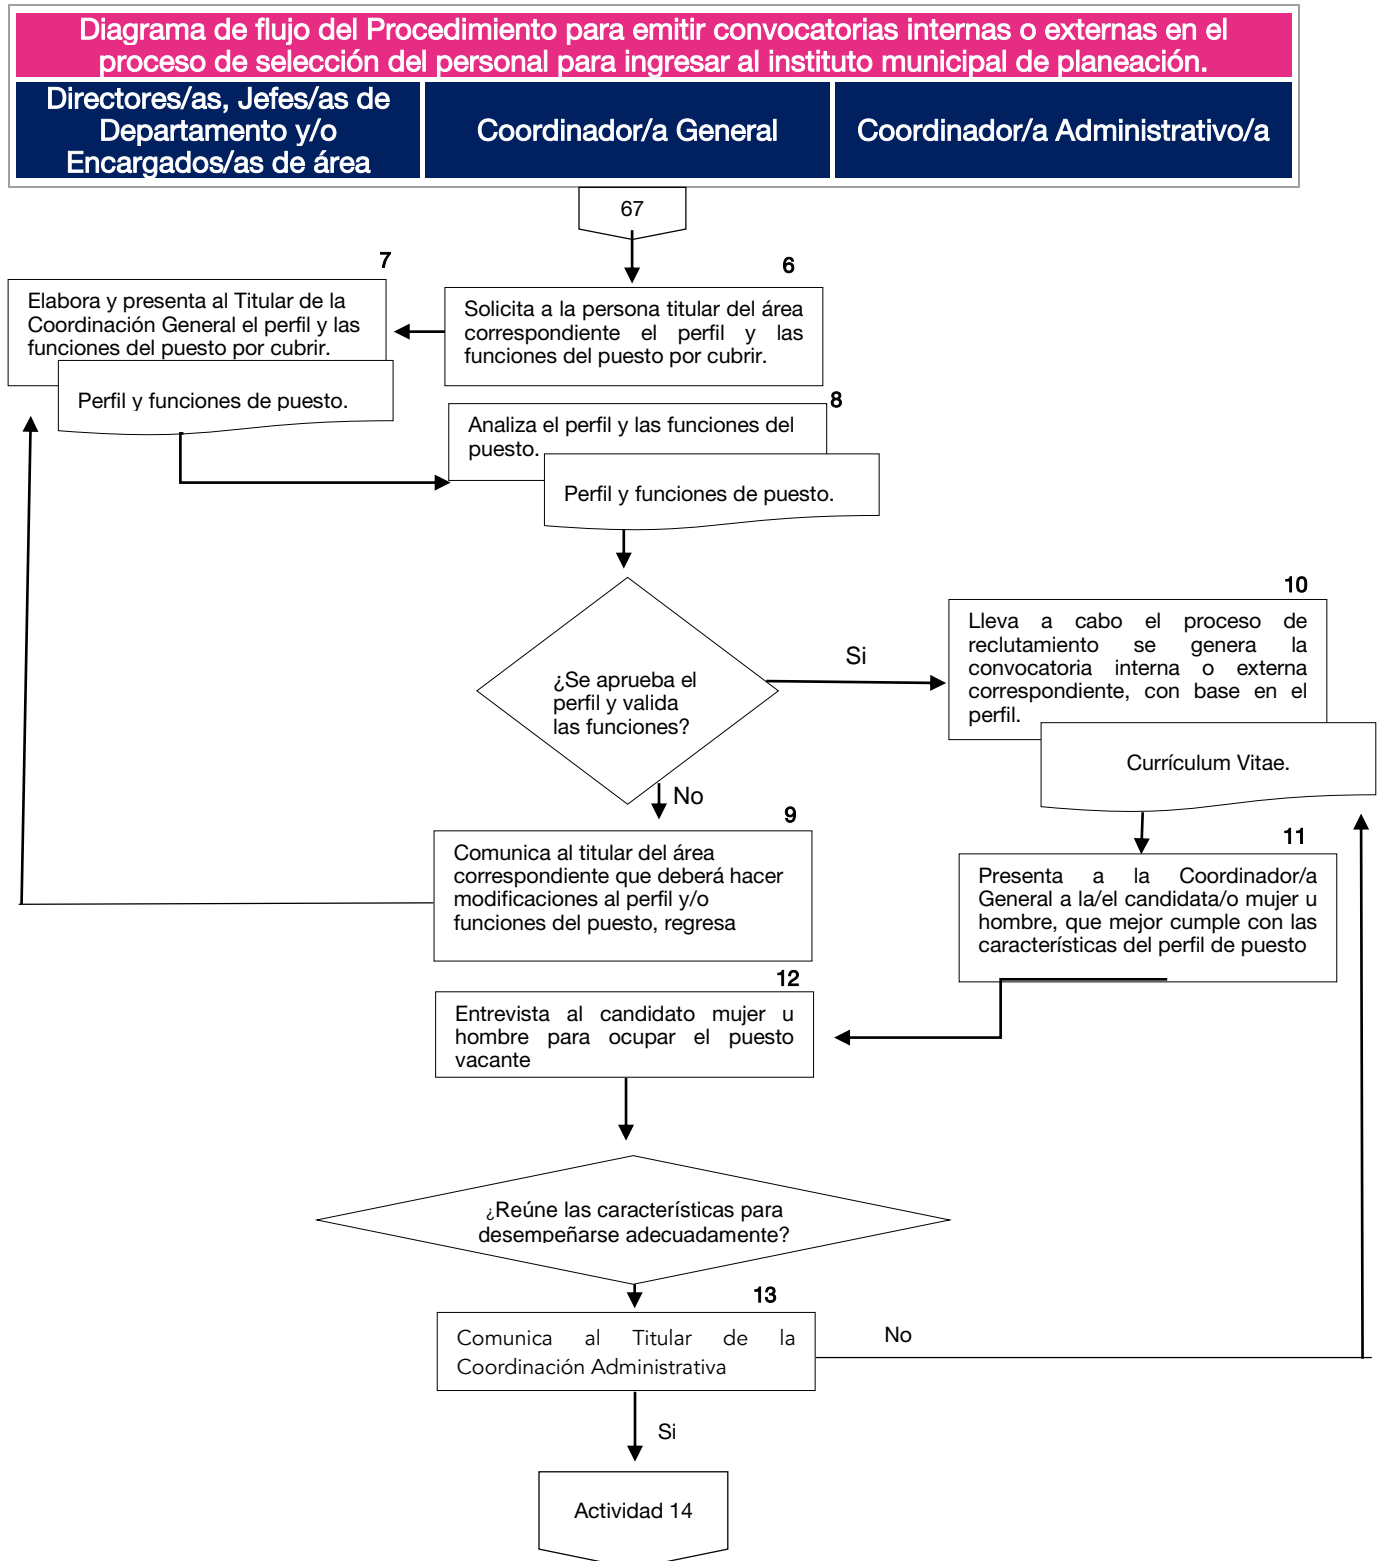 Diagrama de flujo del Procedimiento para emitir convocatorias internas o externas en el
proceso de selección del personal para ingresar al instituto municipal de planeación.
Directores/as, Jefes/as de
Departamento y/o
Encargados/as de área
Coordinador/a General
Coordinador/a Administrativo/a
67
6
Solicita a la persona titular del área
correspondiente el perfil y las
funciones del puesto por cubrir.
7
Elabora y presenta al Titular de la
Coordinación General el perfil y las
funciones del puesto por cubrir.
Perfil y funciones de puesto.
8
Analiza el perfil y las funciones del
puesto.
Perfil y funciones de puesto.
¿Se aprueba el
perfil y valida
las funciones?
Si
No
10
Lleva a cabo el proceso de
reclutamiento se genera la
convocatoria interna o externa
correspondiente, con base en el
perfil.
Currículum Vitae.
9
Comunica al titular del área
correspondiente que deberá hacer
modificaciones al perfil y/o
funciones del puesto, regresa
11
Presenta a la Coordinador/a
General a la/el candidata/o mujer u
hombre, que mejor cumple con las
características del perfil de puesto
12
Entrevista al candidato mujer u
hombre para ocupar el puesto
vacante
¿Reúne las características para
desempeñarse adecuadamente?
13
Comunica al Titular de la
Coordinación Administrativa
No
Si
Actividad 14